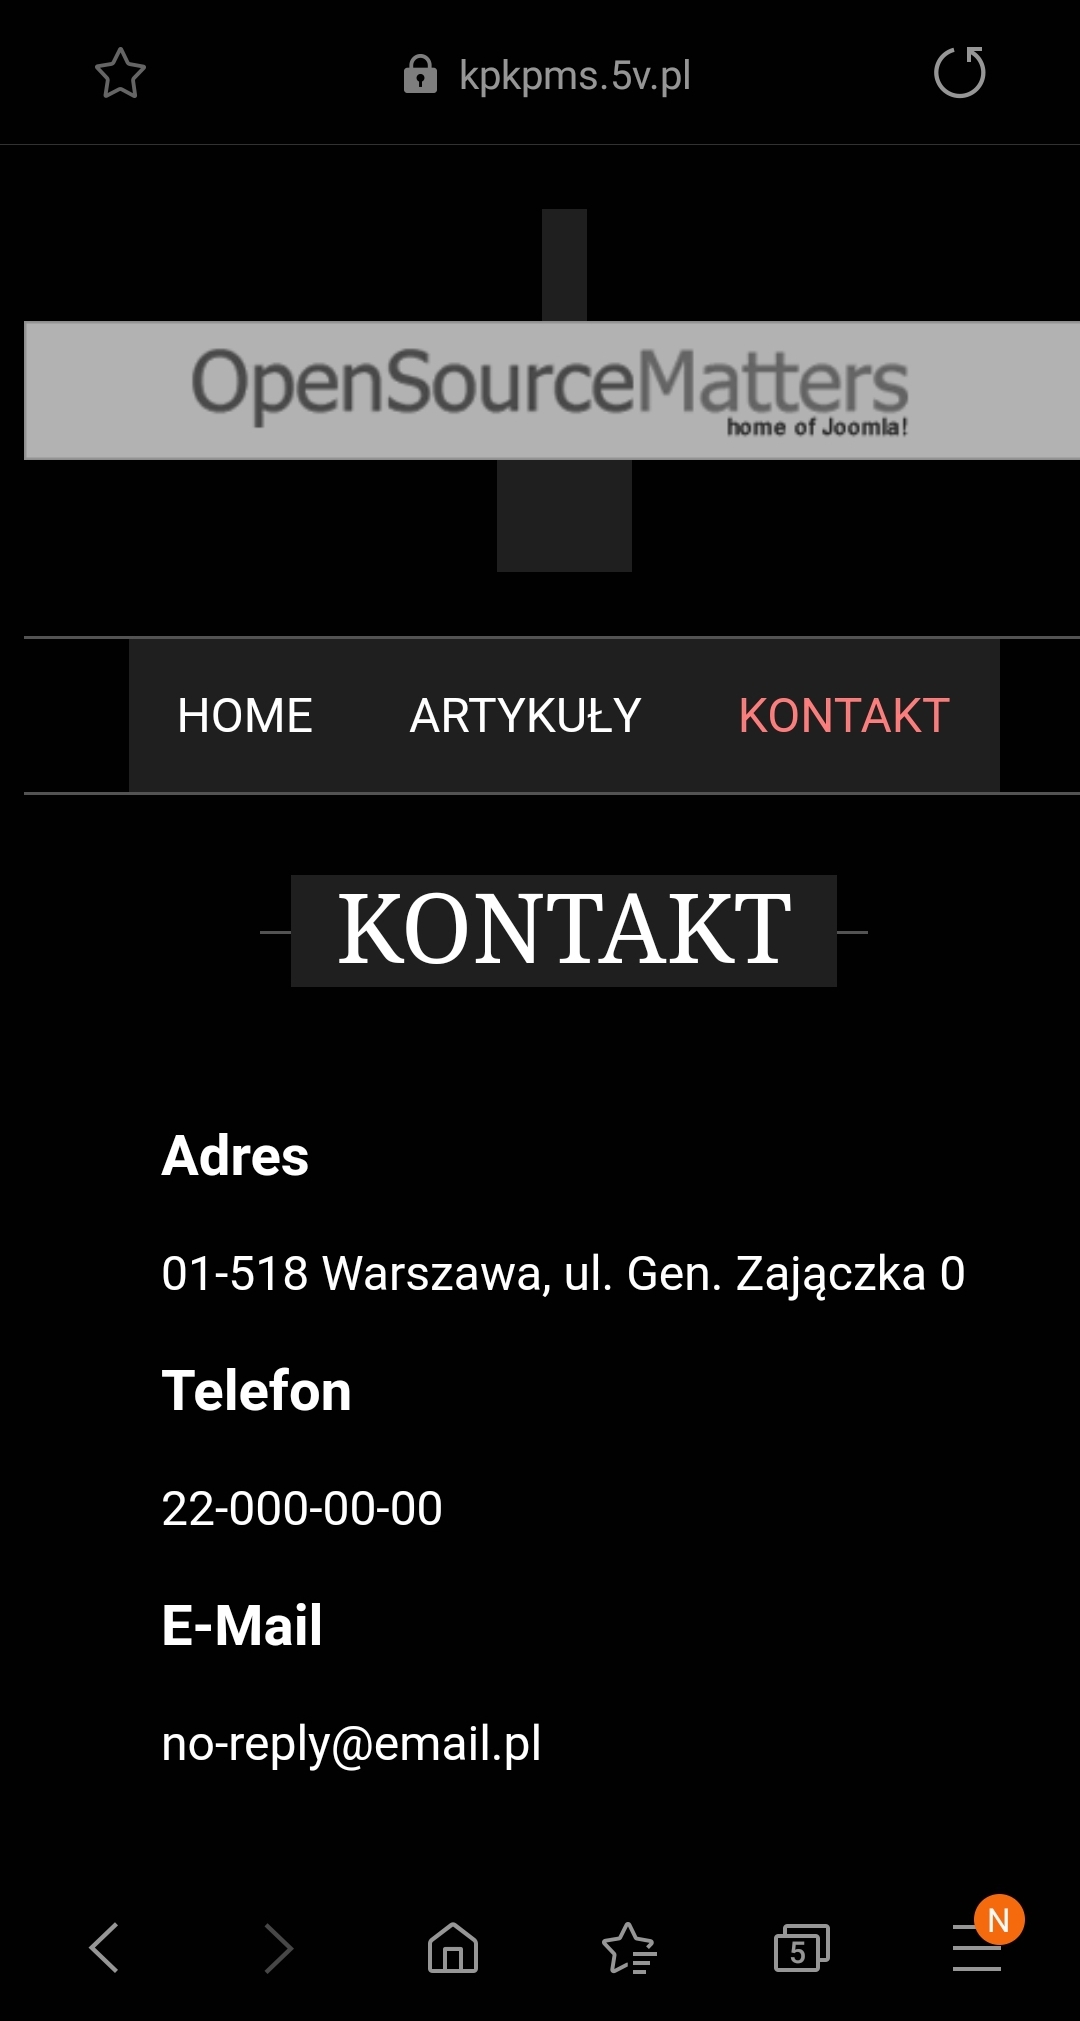 kpkpms.5v.pl
OpenSourceMatters
home of Joomla!
HOME ARTYKUŁY KONTAKT
KONTAKT
Adres
01-518 Warszawa, ul. Gen. Zajączka 0
Telefon
22-000-00-00
E-Mail
no-reply@email.pl
5
N